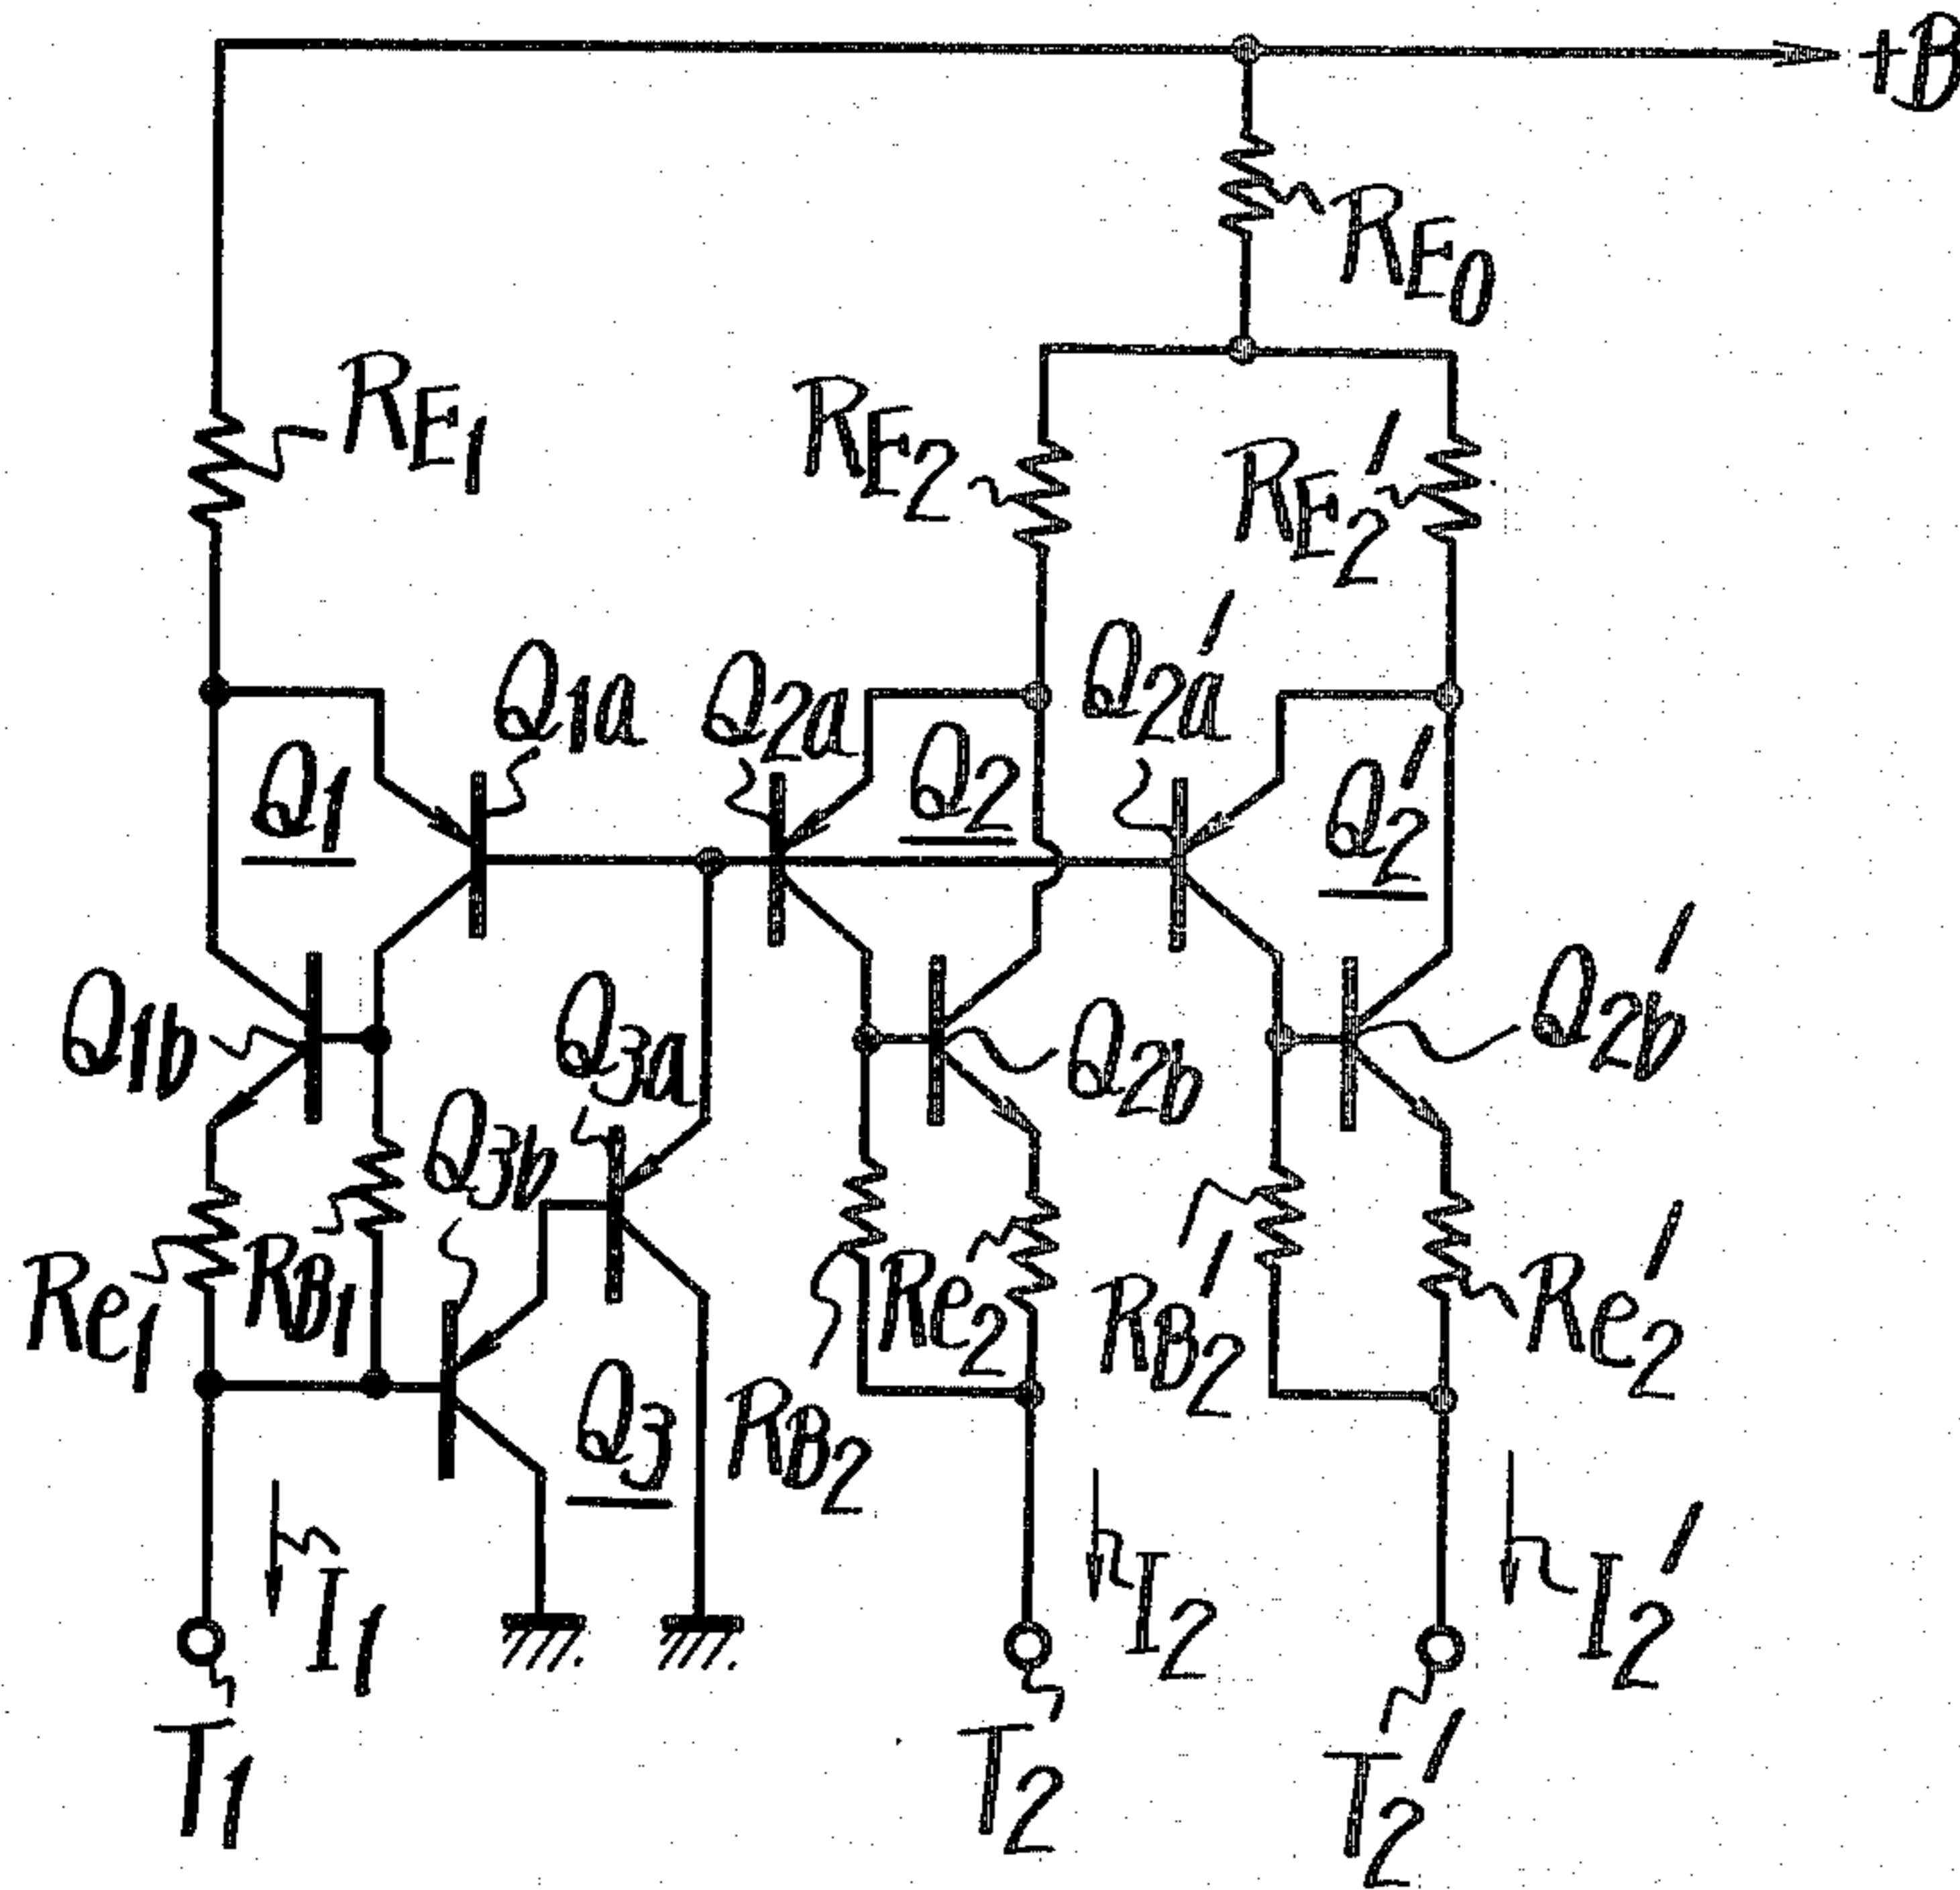 +B
RE0
RE1
RE2
RE2'
Q1a
Q2a
Q2a'
Q1
Q2
Q2'
Q1b
Q3a
Q2b
Q2b'
Q3b
Re1
RB1
Re2
RB2'
Re2'
Q3
RB2
I1
I2
I2'
T1
T2
T2'